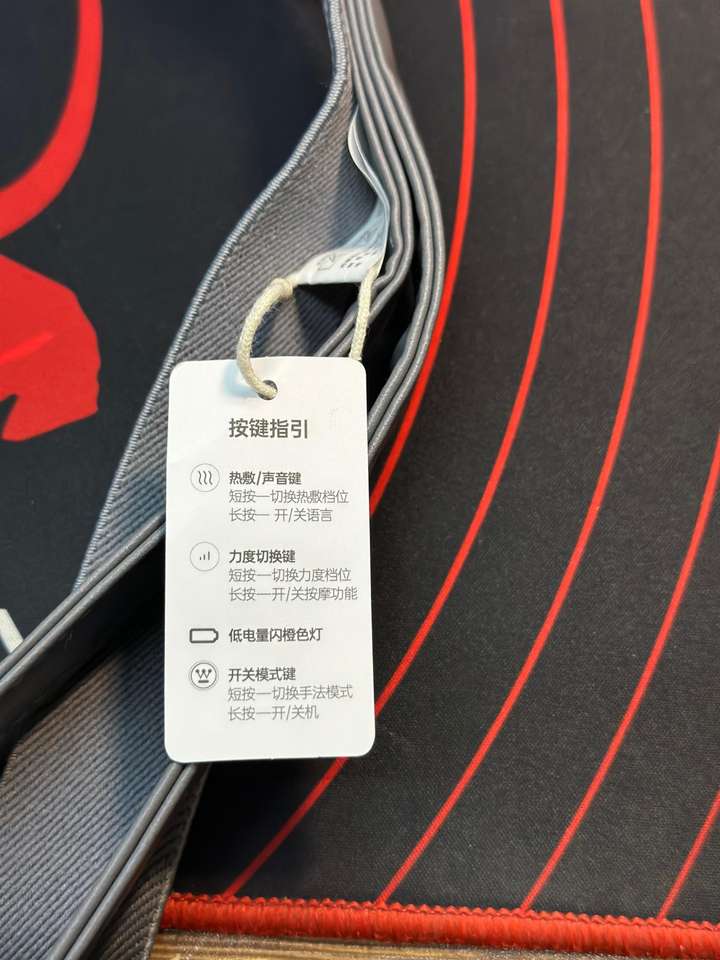 按键指引
热敷/声音键
短按一切换热敷档位
长按一 开/关语言
力度切换键
短按一切换力度档位
长按一开/关按摩功能
低电量闪橙色灯
开关模式键
短按一切换手法模式
长按一开/关机